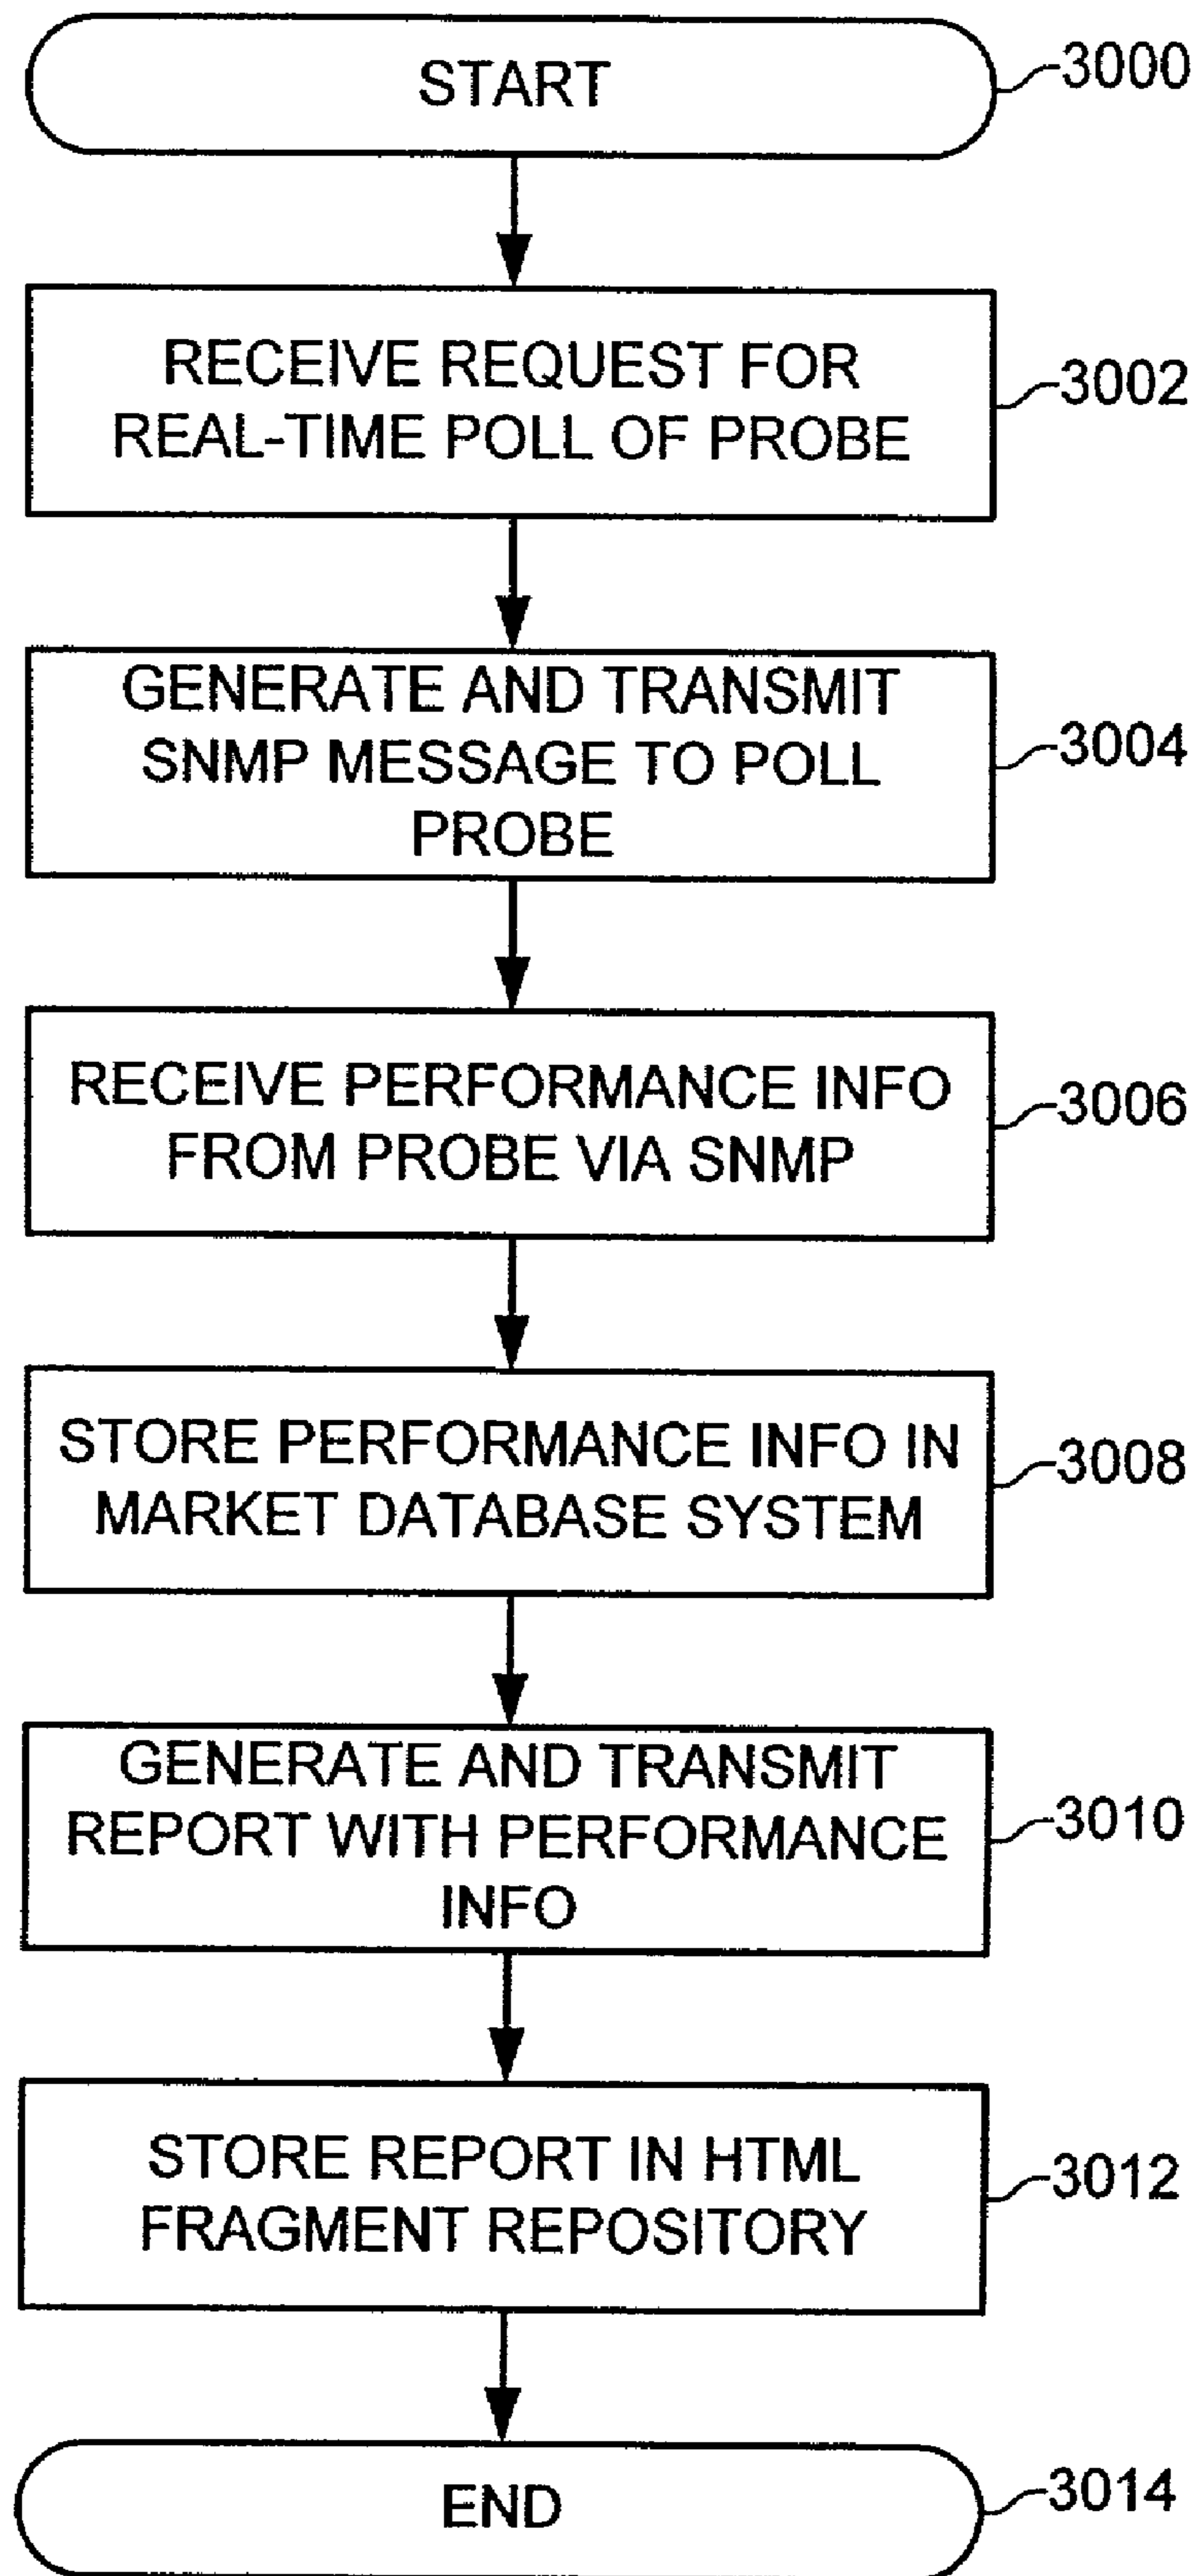 START
3000
RECEIVE REQUEST FOR
REAL-TIME POLL OF PROBE
3002
GENERATE AND TRANSMIT
SNMP MESSAGE TO POLL
PROBE
3004
RECEIVE PERFORMANCE INFO
FROM PROBE VIA SNMP
3006
STORE PERFORMANCE INFO IN
MARKET DATABASE SYSTEM
3008
GENERATE AND TRANSMIT
REPORT WITH PERFORMANCE
INFO
3010
STORE REPORT IN HTML
FRAGMENT REPOSITORY
3012
END
3014